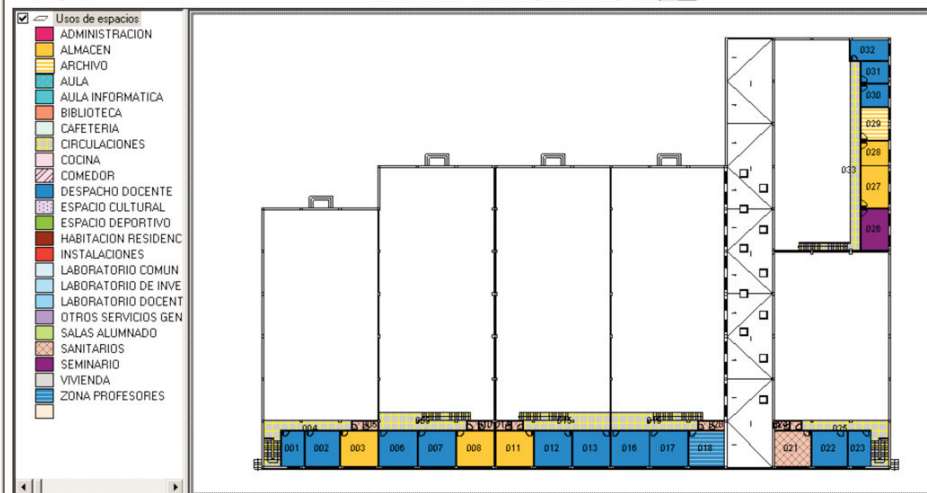 Usos de espacios
ADMINISTRACION
ALMACEN
ARCHIVO
AULA
AULA INFORMATICA
BIBLIOTECA
CAFETERIA
CIRCULACIONES
COCINA
COMEDOR
DESPACHO DOCENTE
ESPACIO CULTURAL
ESPACIO DEPORTIVO
HABITACION RESIDENC
INSTALACIONES
LABORATORIO COMUN
LABORATORIO DE INVE
LABORATORIO DOCENT
OTROS SERVICIOS GEN
SALAS ALUMNADO
SANITARIOS
SEMINARIO
VIVIENDA
ZONA PROFESORES
032
031
030
029
028
033
027
026
004
025
001 002 003 006 007 008 011 012 013 016 017 018 021 022 023